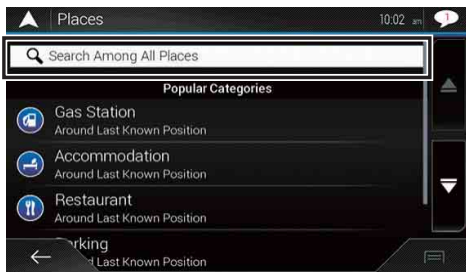 Places
10:02 am
Search Among All Places
Popular Categories
Gas Station
Around Last Known Position
Accommodation
Around Last Known Position
Restaurant
Around Last Known Position
Last Known Position